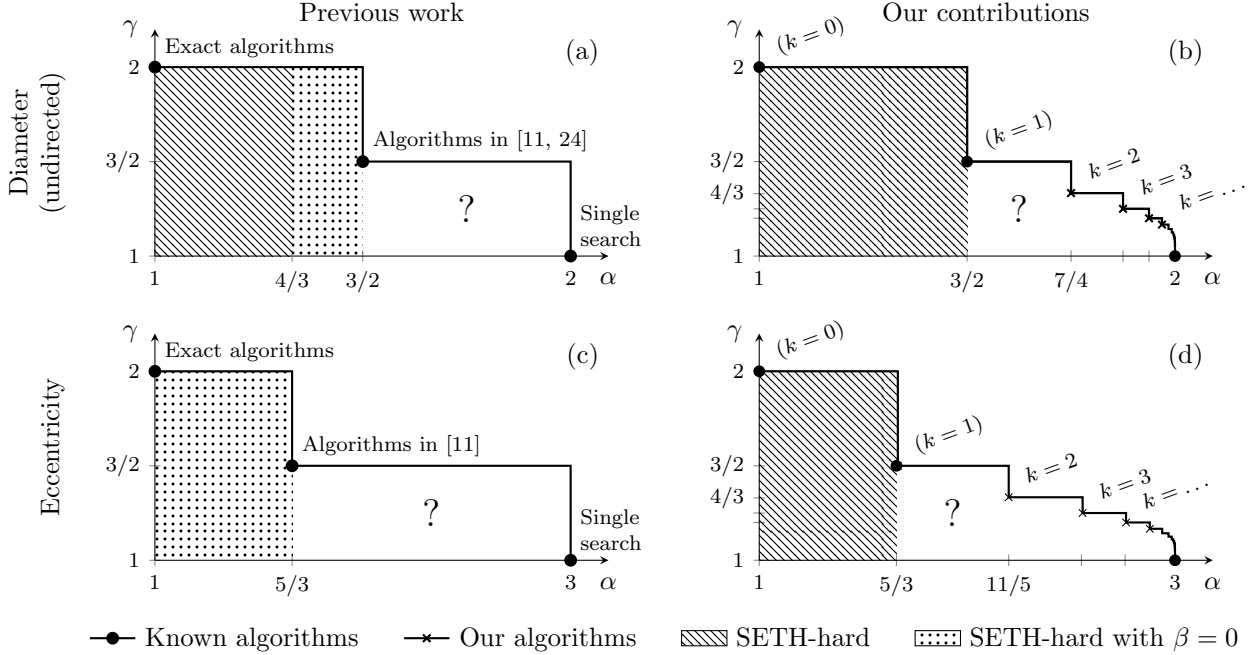 Previous work
Our contributions
Diameter
(undirected)
γ
Exact algorithms
(a)
2
Algorithms in [11, 24]
3/2
?
Single
search
1
1
4/3
3/2
2
α
γ
(k = 0)
(b)
2
(k = 1)
3/2
k = 2
4/3
k = 3
k = ⋯
?
1
1
3/2
7/4
2
α
Eccentricity
γ
Exact algorithms
(c)
2
Algorithms in [11]
3/2
?
Single
search
1
1
5/3
3
α
γ
(k = 0)
(d)
2
(k = 1)
3/2
k = 2
4/3
k = 3
k = ⋯
?
1
1
5/3
11/5
3
α
Known algorithms
Our algorithms
SETH-hard
SETH-hard with β = 0